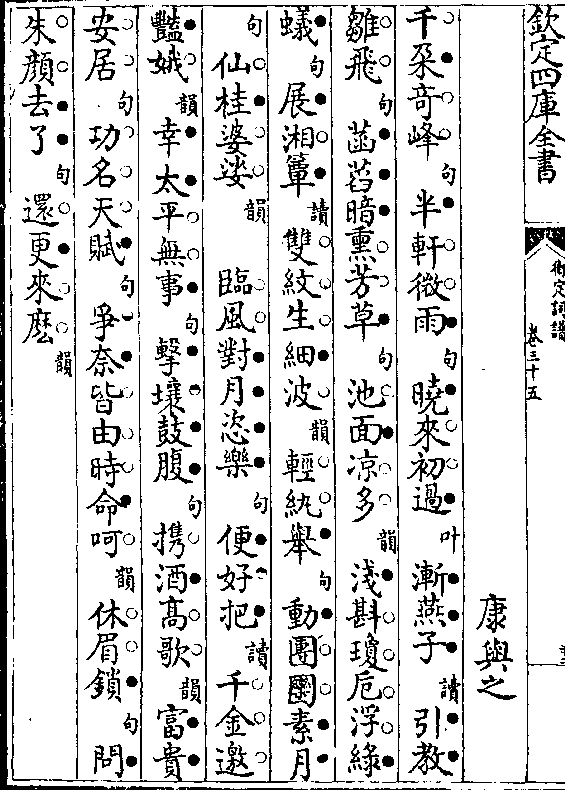 欽定四庫全書
御定詞譜 卷三十五
康與之
千朶奇峰句半軒微雨句曉來初過叶漸燕子讀引教
雛飛句菡萏暗熏芳草句池面凉多韻淺斟瓊巵浮綠
蟻句展湘簟讀雙紋生細波韻輕紈舉句動團圞素月
句仙桂婆娑韻 臨風對月恣樂句便好把讀千金邀
豔娥韻幸太平無事句擊壤鼓腹句携酒高歌韻富貴
安居句功名天賦句爭奈皆由時命呵韻休眉鎖句問
朱顔去了句還更來麽韻